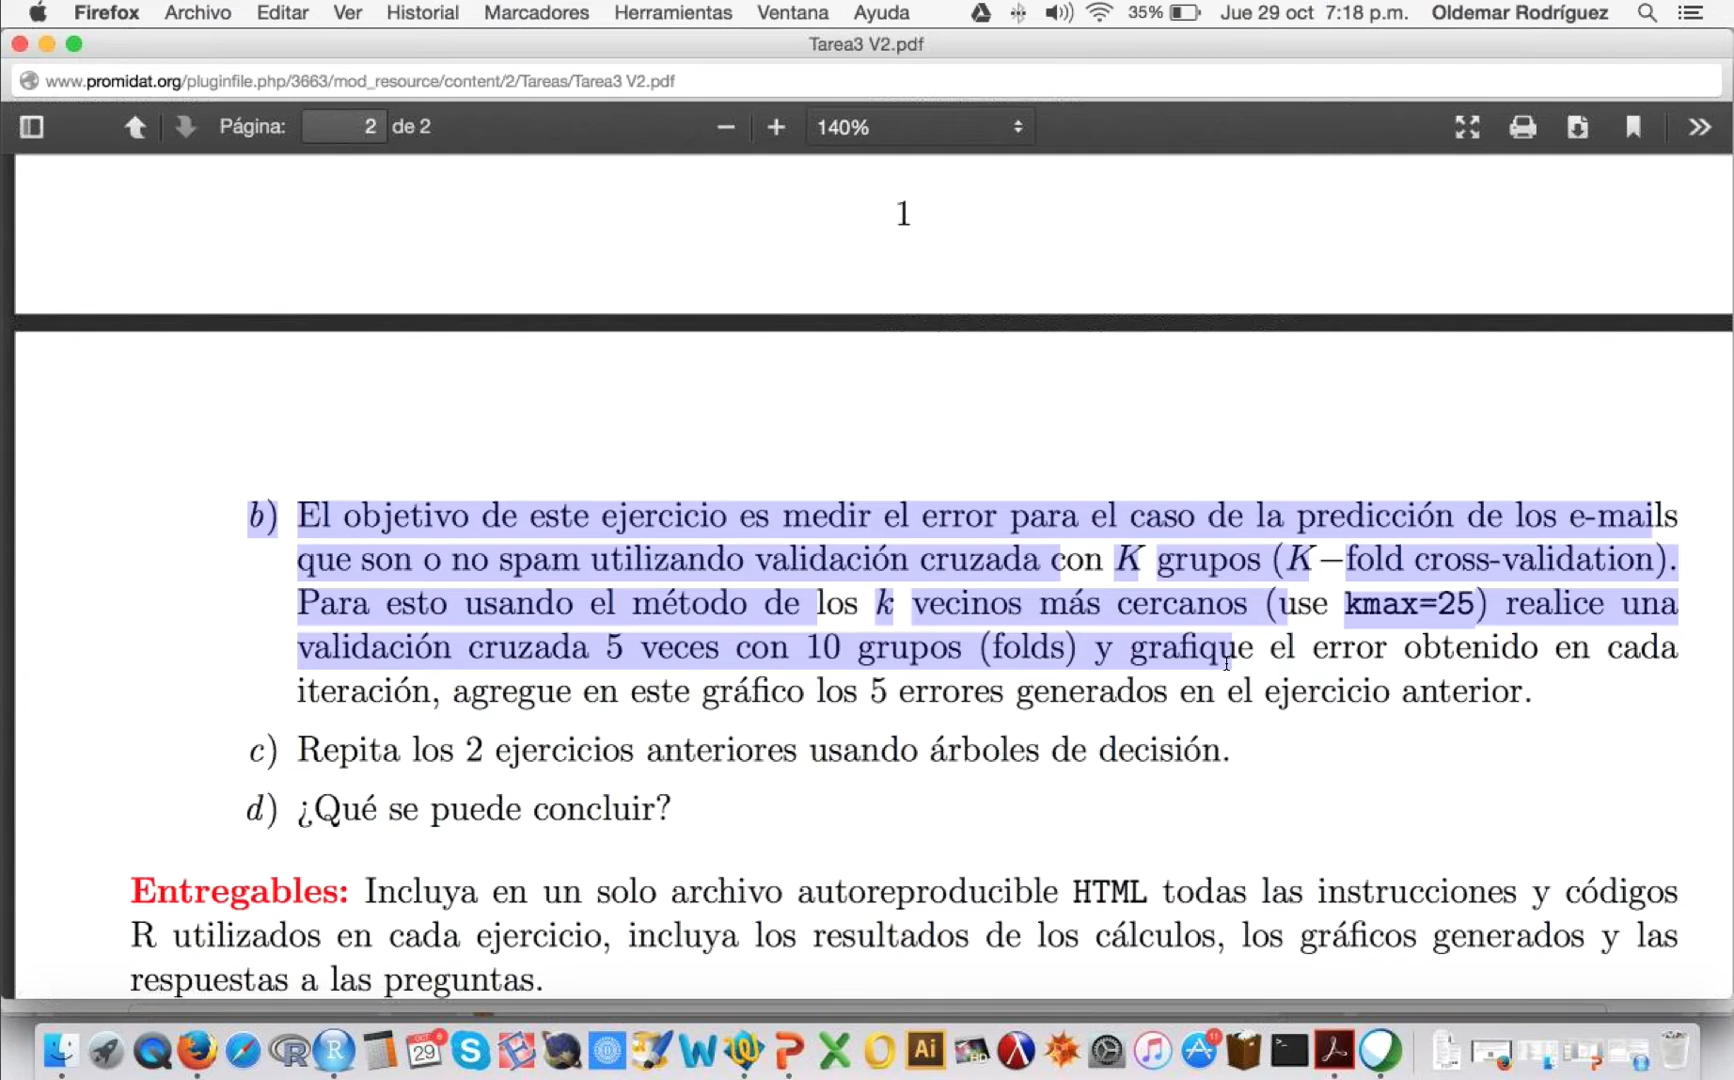 Firefox Archivo Editar Ver Historial Marcadores Herramientas Ventana Ayuda 35% Jue 29 oct 7:18 p.m. Oldemar Rodríguez
Tarea3 V2.pdf
www.promidat.org/pluginfile.php/3663/mod_resource/content/2/Tareas/Tarea3 V2.pdf
Página: 2 de 2 140%
1
b) El objetivo de este ejercicio es medir el error para el caso de la predicción de los e-mails
que son o no spam utilizando validación cruzada con K grupos (K−fold cross-validation).
Para esto usando el método de los k vecinos más cercanos (use kmax=25) realice una
validación cruzada 5 veces con 10 grupos (folds) y grafique el error obtenido en cada
iteración, agregue en este gráfico los 5 errores generados en el ejercicio anterior.
c) Repita los 2 ejercicios anteriores usando árboles de decisión.
d) ¿Qué se puede concluir?
Entregables: Incluya en un solo archivo autoreproducible HTML todas las instrucciones y códigos
R utilizados en cada ejercicio, incluya los resultados de los cálculos, los gráficos generados y las
respuestas a las preguntas.